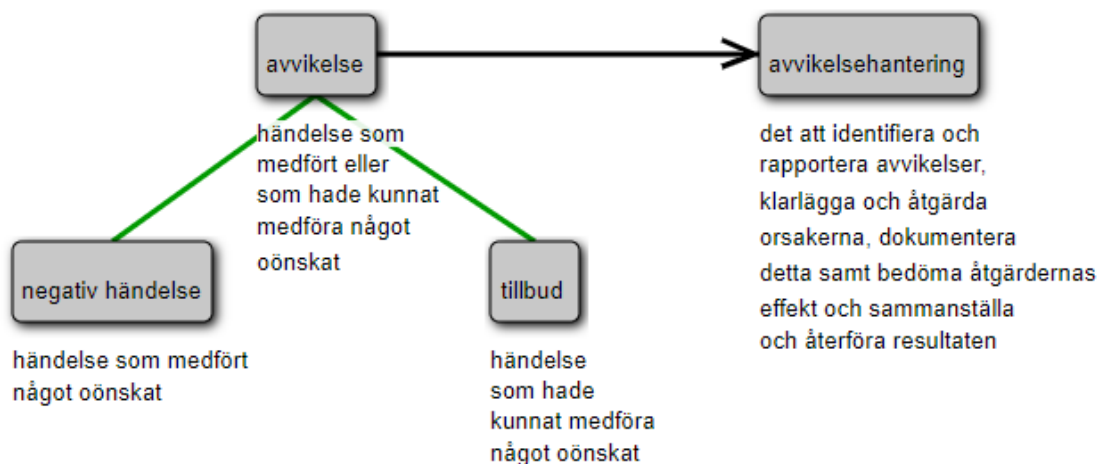 avvikelse
händelse som
medfört eller
som hade kunnat
medföra något
oönskat
avvikelsehantering
det att identifiera och
rapportera avvikelser,
klarlägga och åtgärda
orsakerna, dokumentera
detta samt bedöma åtgärdernas
effekt och sammanställa
och återföra resultaten
negativ händelse
händelse som medfört
något oönskat
tillbud
händelse
som hade
kunnat medföra
något oönskat